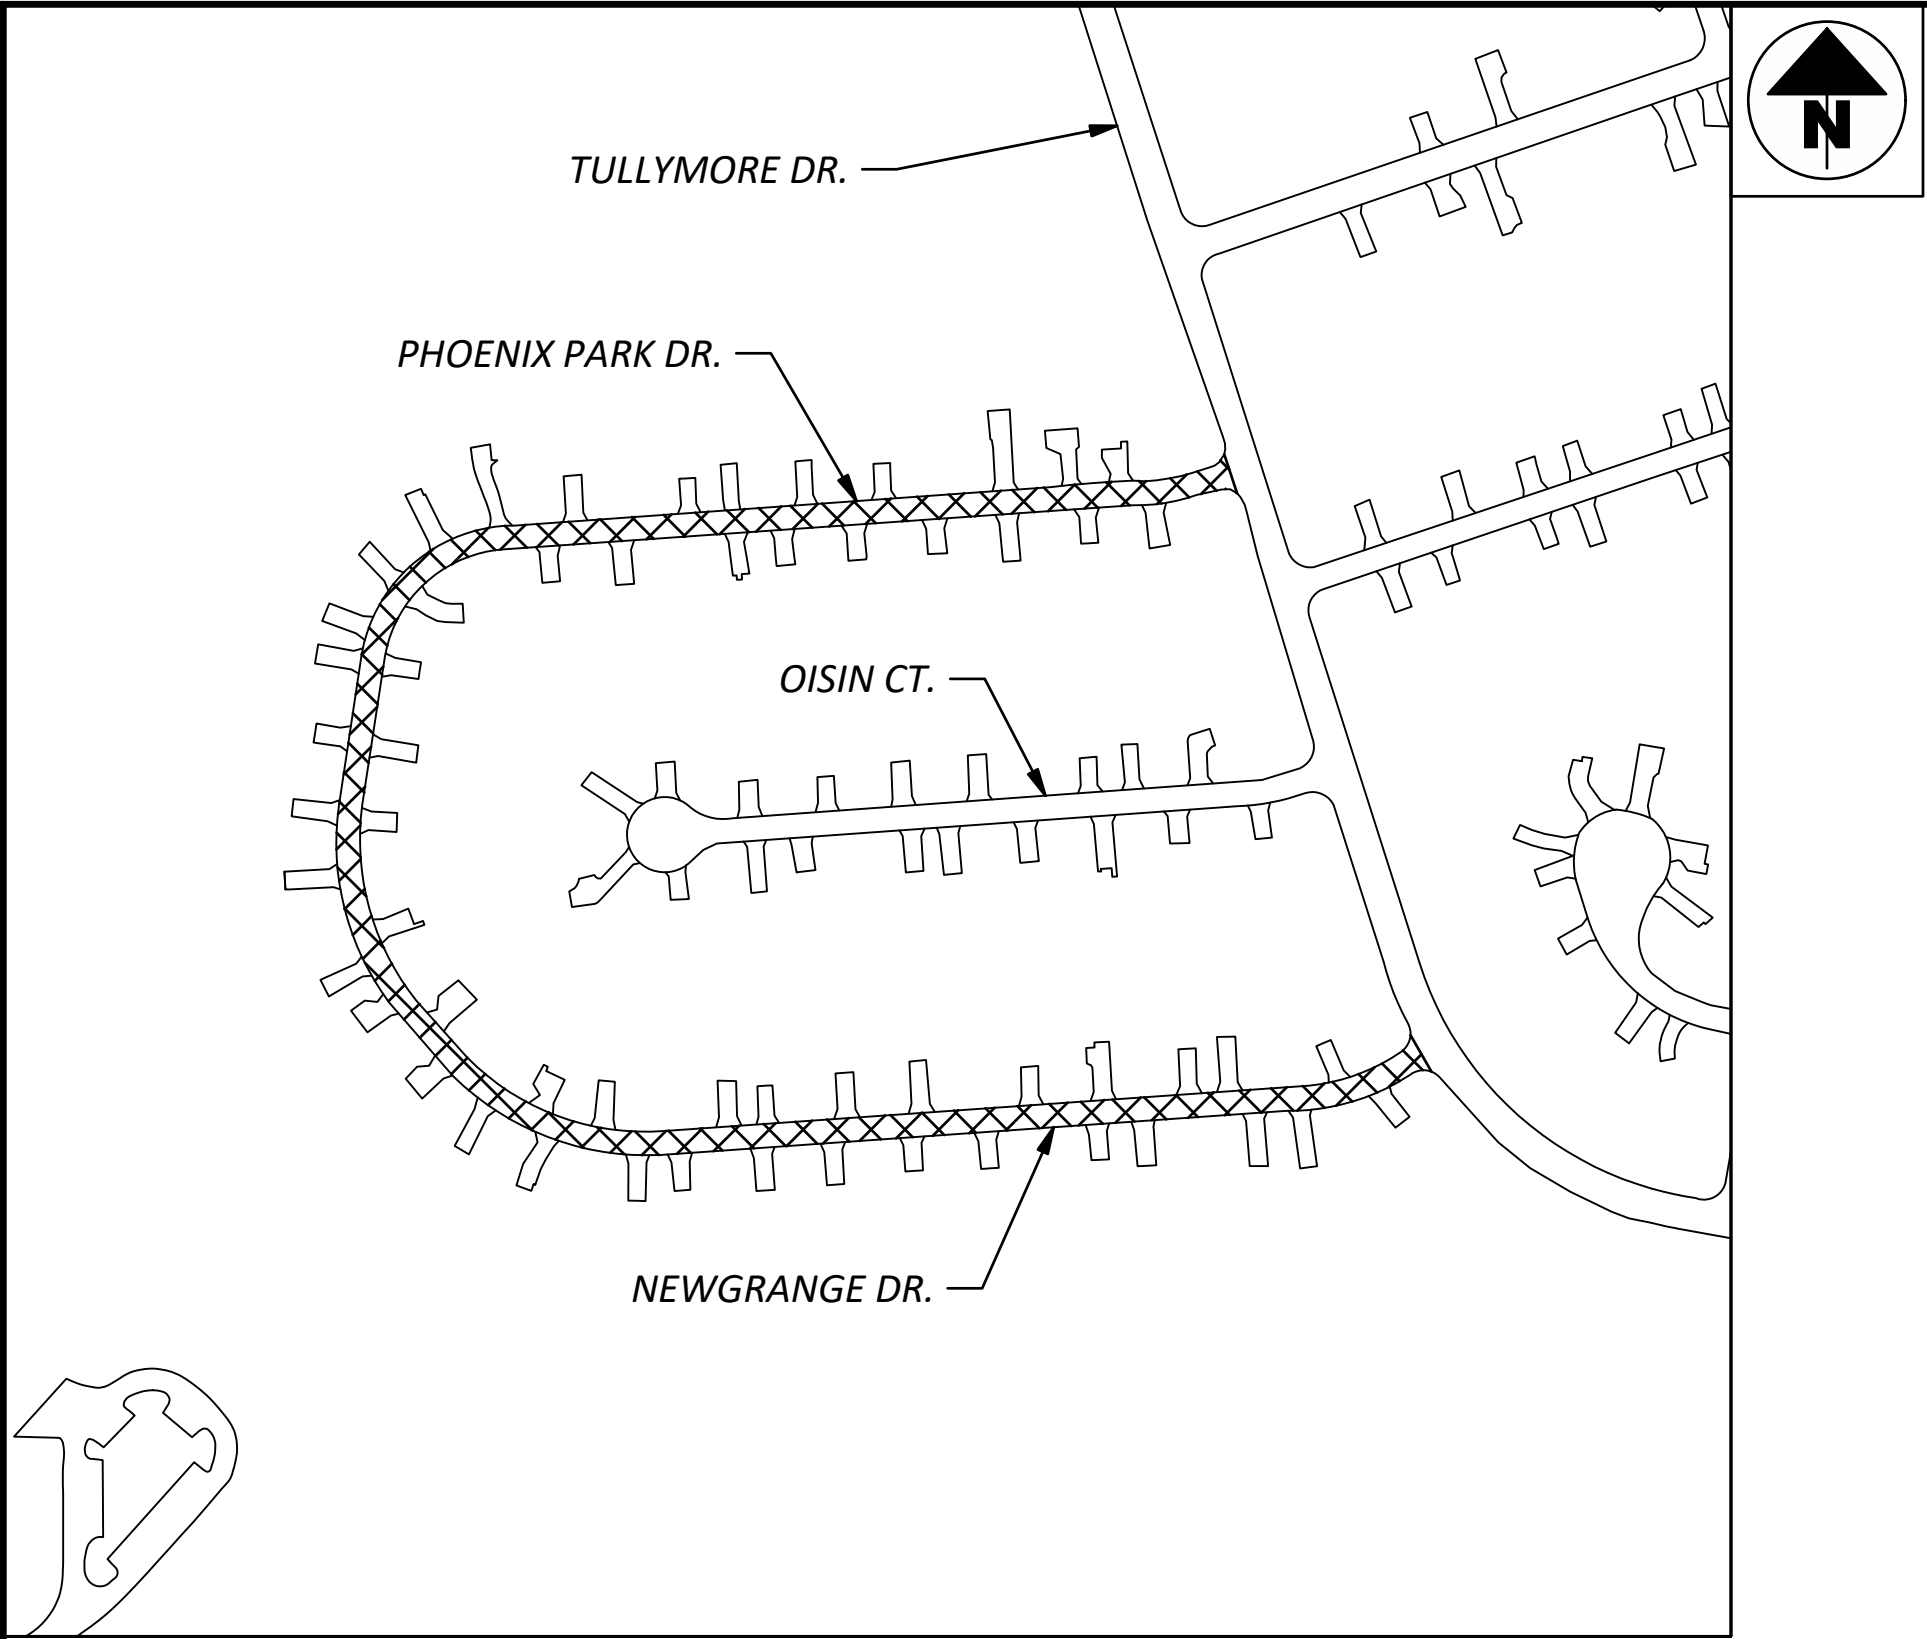 N
TULLYMORE DR.
PHOENIX PARK DR.
OISIN CT.
NEWGRANGE DR.